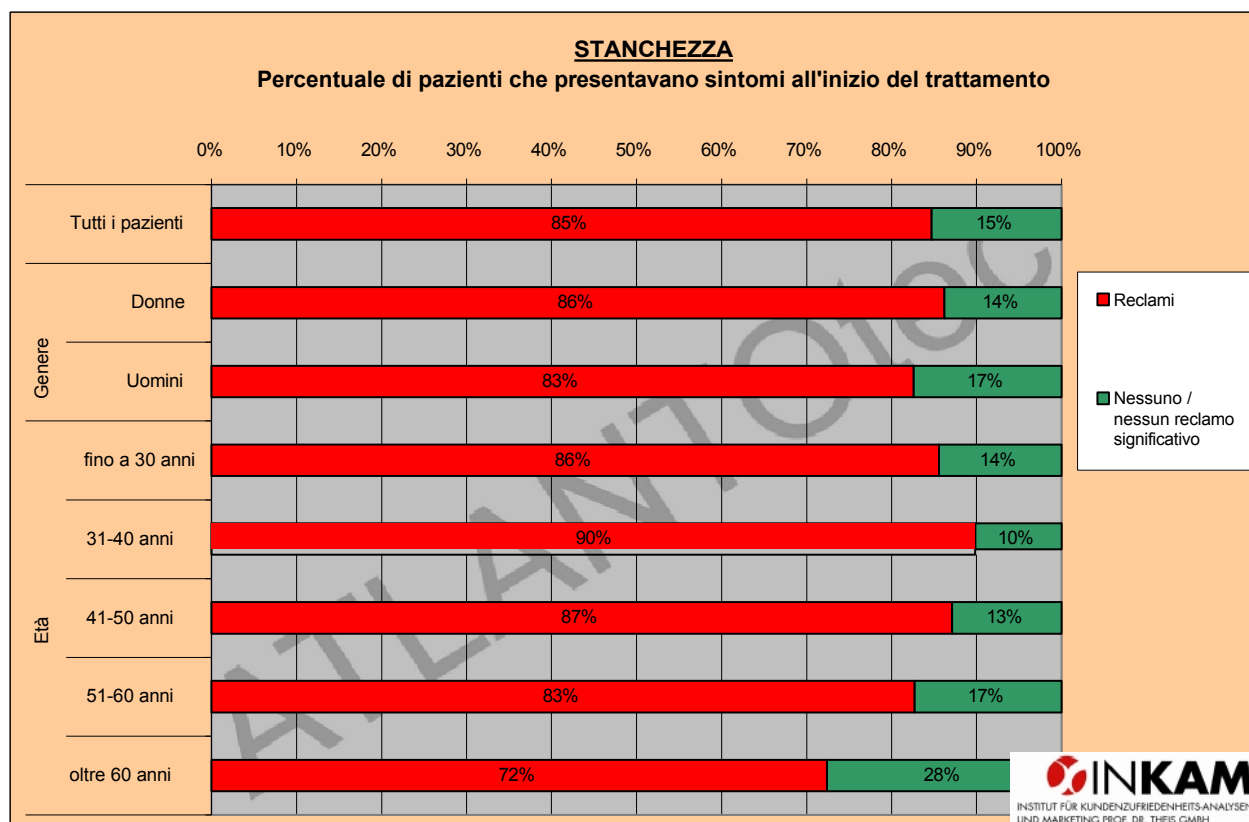 STANCHEZZA
Percentuale di pazienti che presentavano sintomi all'inizio del trattamento
0% 10% 20% 30% 40% 50% 60% 70% 80% 90% 100%
Tutti i pazienti 85% 15%
Genere
Donne 86% 14%
Uomini 83% 17%
Età
fino a 30 anni 86% 14%
31-40 anni 90% 10%
41-50 anni 87% 13%
51-60 anni 83% 17%
oltre 60 anni 72% 28%
Reclami
Nessuno /
nessun reclamo
significativo
ATLANTOtec
INKAM
INSTITUT FÜR KUNDENZUFRIEDENHEITS-ANALYSEN
UND MARKETING PROF. DR. THEIS GMBH